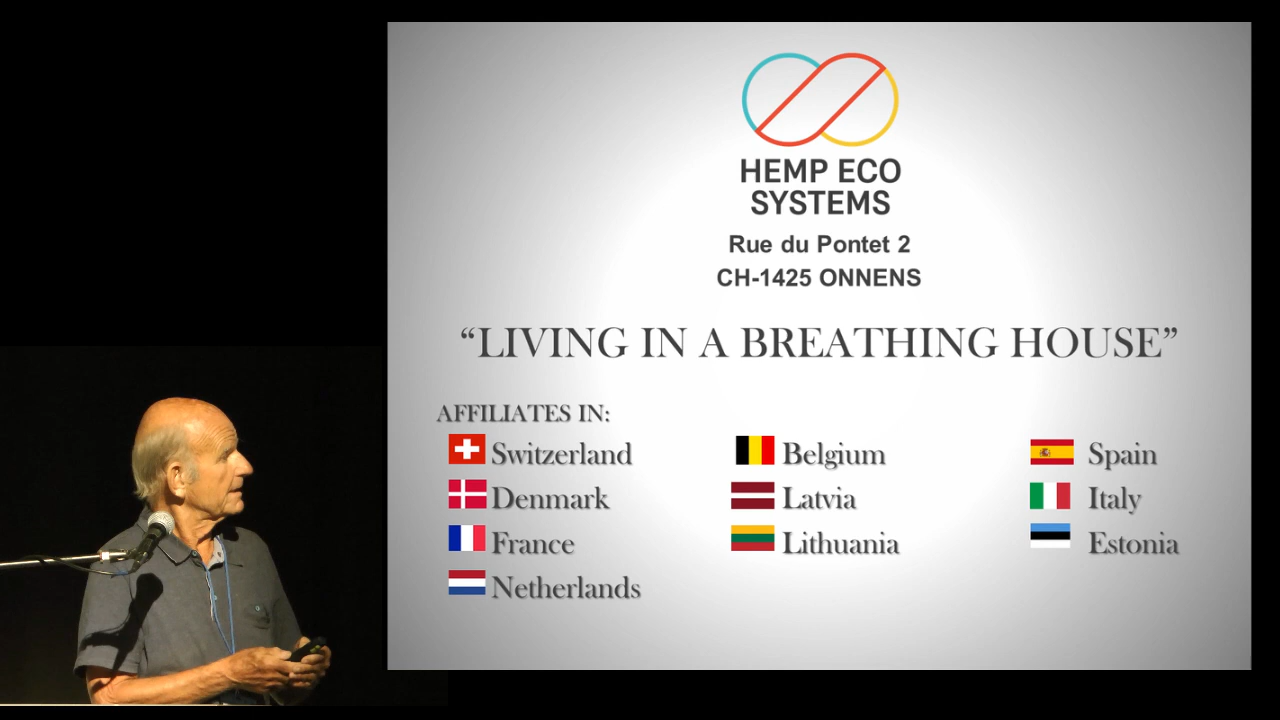 HEMP ECO
SYSTEMS
Rue du Pontet 2
CH-1425 ONNENS
“LIVING IN A BREATHING HOUSE”
AFFILIATES IN:
Switzerland
Belgium
Spain
Denmark
Latvia
Italy
France
Lithuania
Estonia
Netherlands